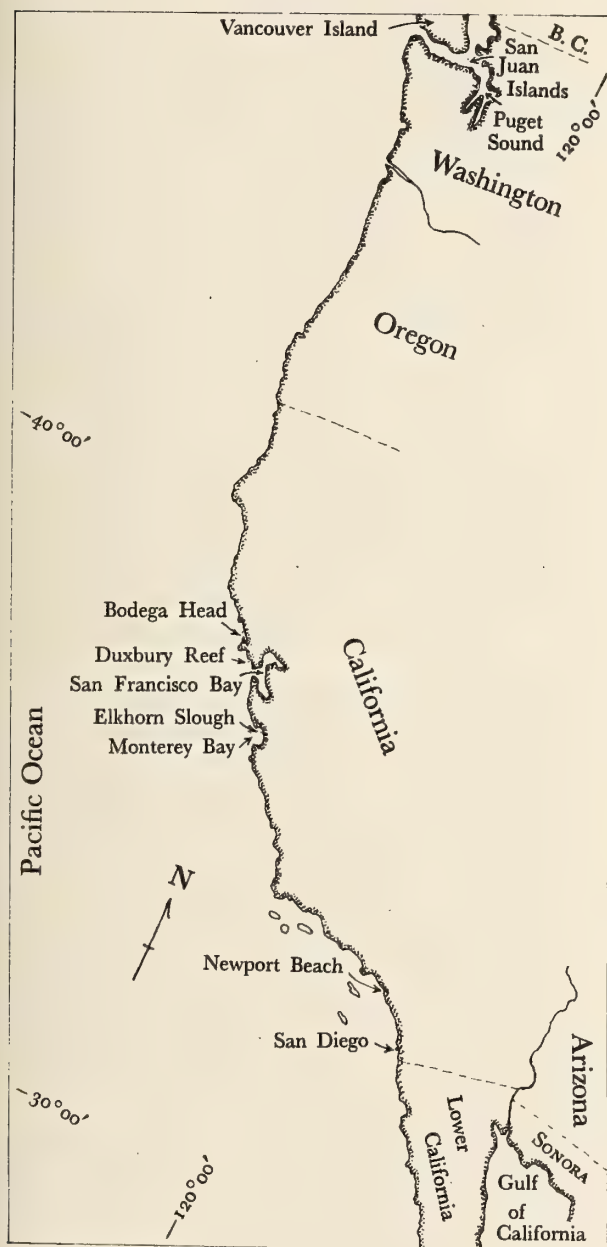 Vancouver Island
B. C.
San
Juan
Islands
Puget
Sound
120°00'
Washington
Oregon
40°00'
Bodega Head
Duxbury Reef
San Francisco Bay
California
Elkhorn Slough
Monterey Bay
Pacific Ocean
N
Newport Beach
San Diego
Arizona
30°00'
Lower
California
SONORA
Gulf
of
California
120°00'